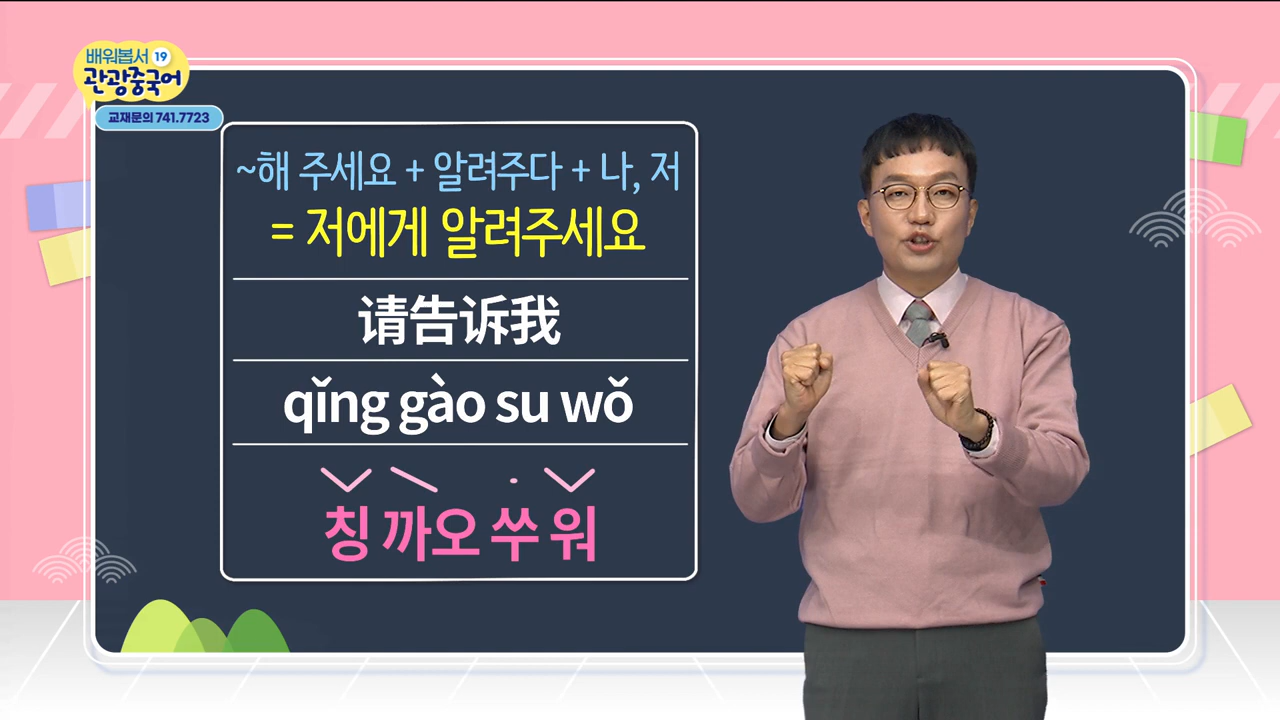 배워봅서 19
관광중국어
교재문의 741.7723
~해 주세요 + 알려주다 + 나, 저
= 저에게 알려주세요
请告诉我
qǐng gào su wǒ
칭 까오 쑤 워